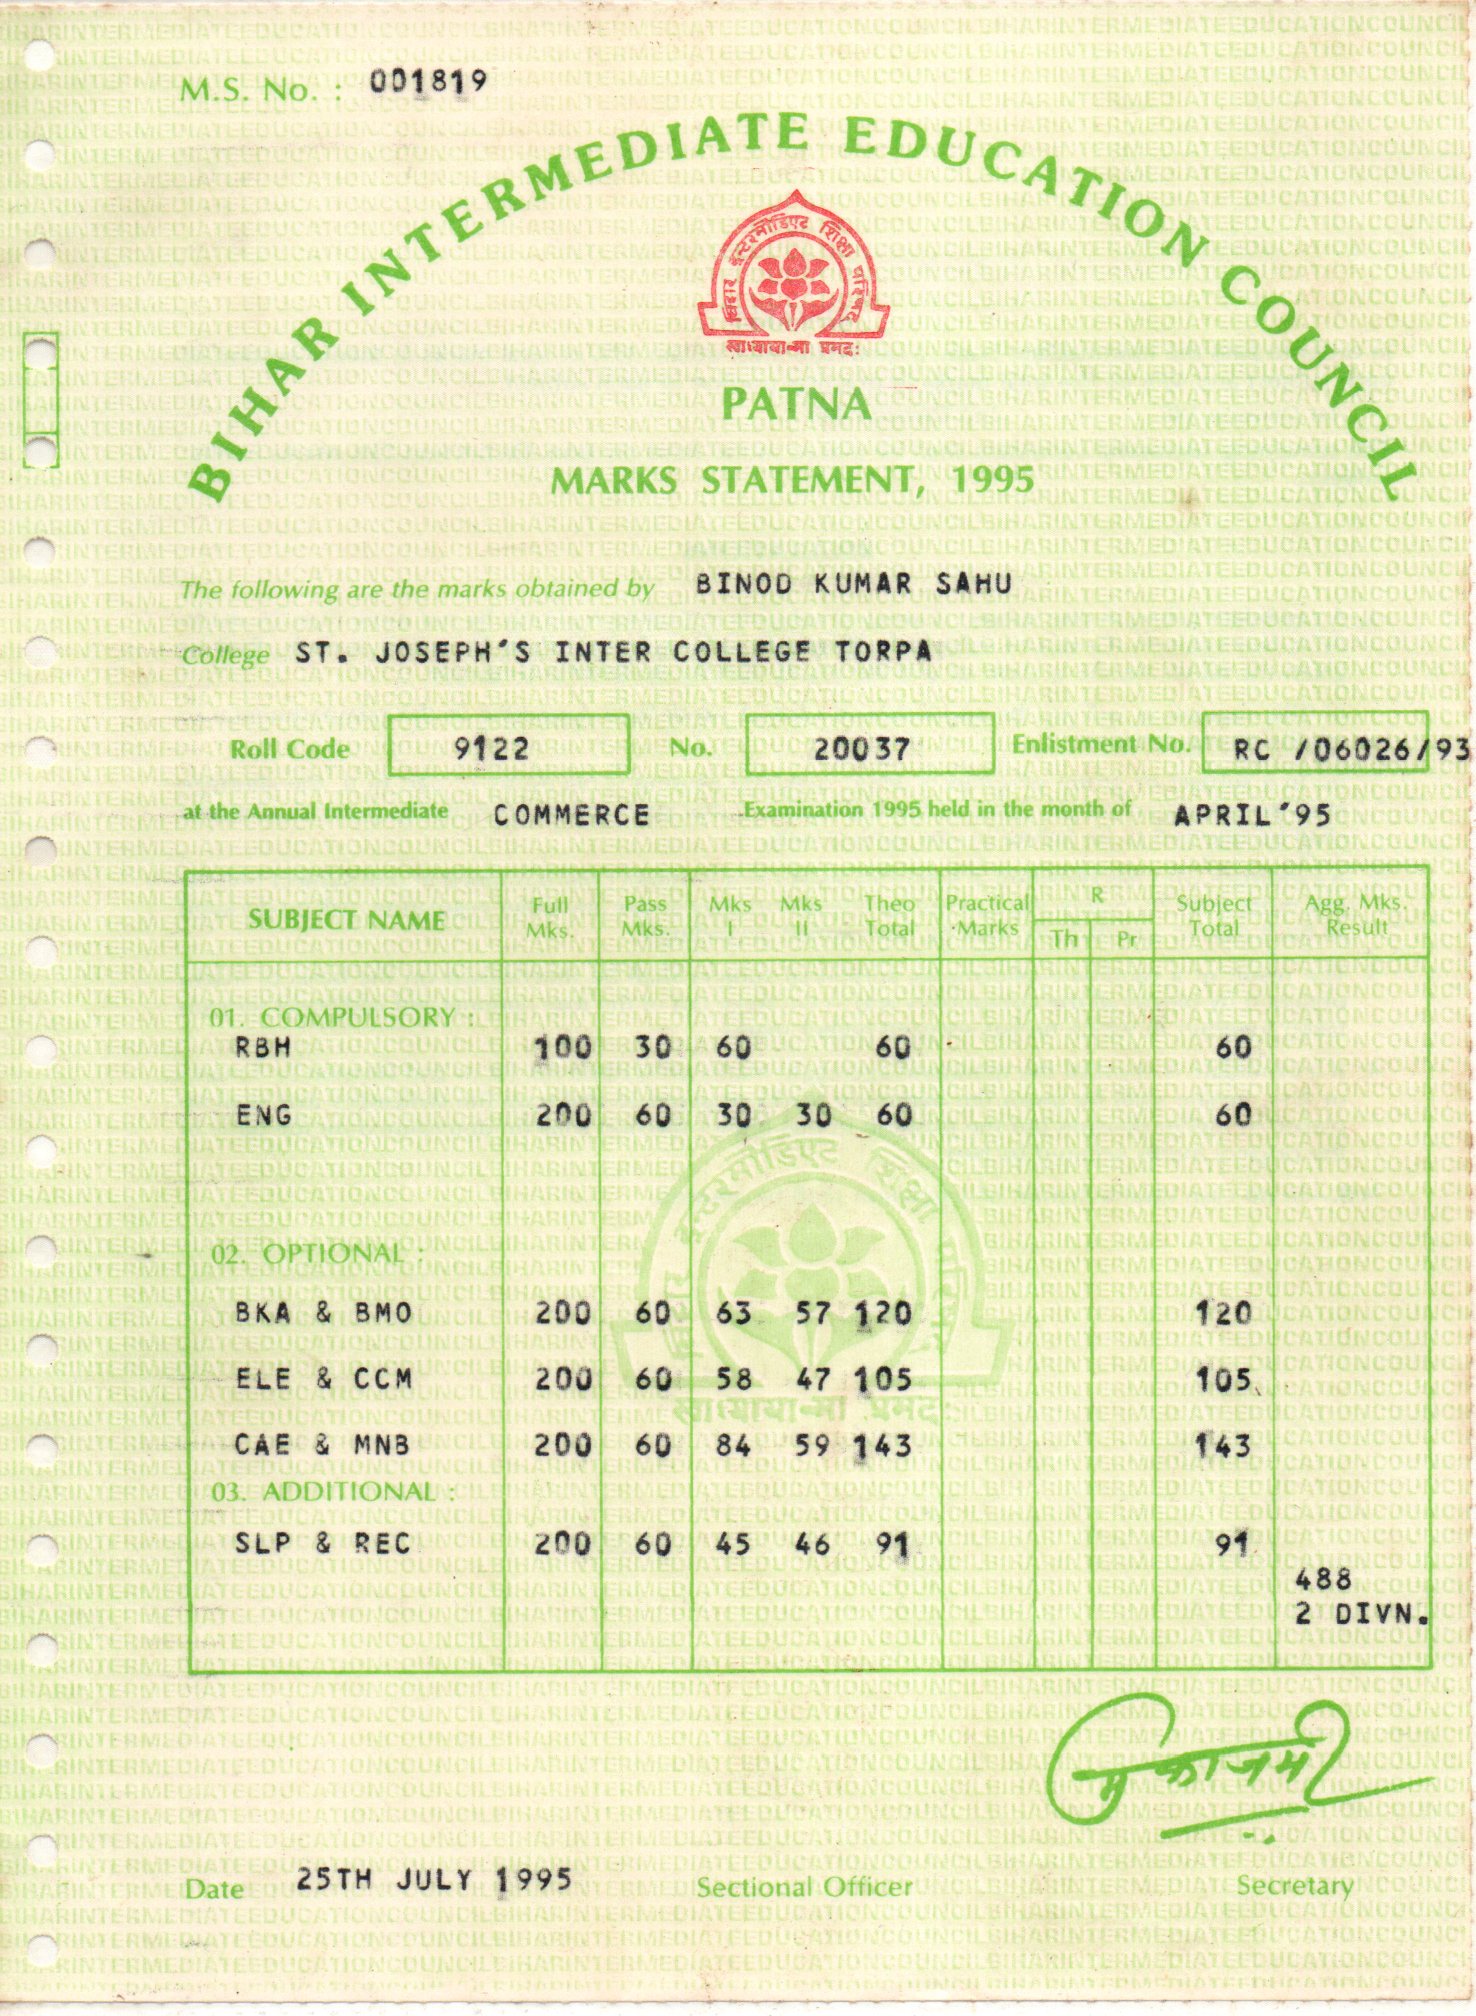 M.S. No. : 001819
BIHAR INTERMEDIATE EDUCATION COUNCIL
बिहार इन्टरमीडिएट शिक्षा परिषद
PATNA
MARKS STATEMENT, 1995
The following are the marks obtained by BINOD KUMAR SAHU
College ST. JOSEPH'S INTER COLLEGE TORPA
Roll Code 9122 No. 20037 Enlistment No. RC /06026/93
at the Annual Intermediate COMMERCE Examination 1995 held in the month of APRIL'95
SUBJECT NAME Full Mks. Pass Mks. Mks I Mks II Theo Total Practical Marks R Th Pr Subject Total Agg. Mks. Result
01. COMPULSORY :
RBH 100 30 60 60 60
ENG 200 60 30 30 60 60
02. OPTIONAL :
BKA & BMO 200 60 63 57 120 120
ELE & CCM 200 60 58 47 105 105
CAE & MNB 200 60 84 59 143 143
03. ADDITIONAL :
SLP & REC 200 60 45 46 91 91
488
2 DIVN.
Date 25TH JULY 1995 Sectional Officer Secretary